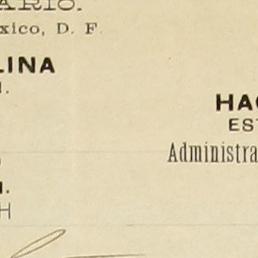 ARIO.
xico, D. F.
LINA
HAC
EST
Administra
H